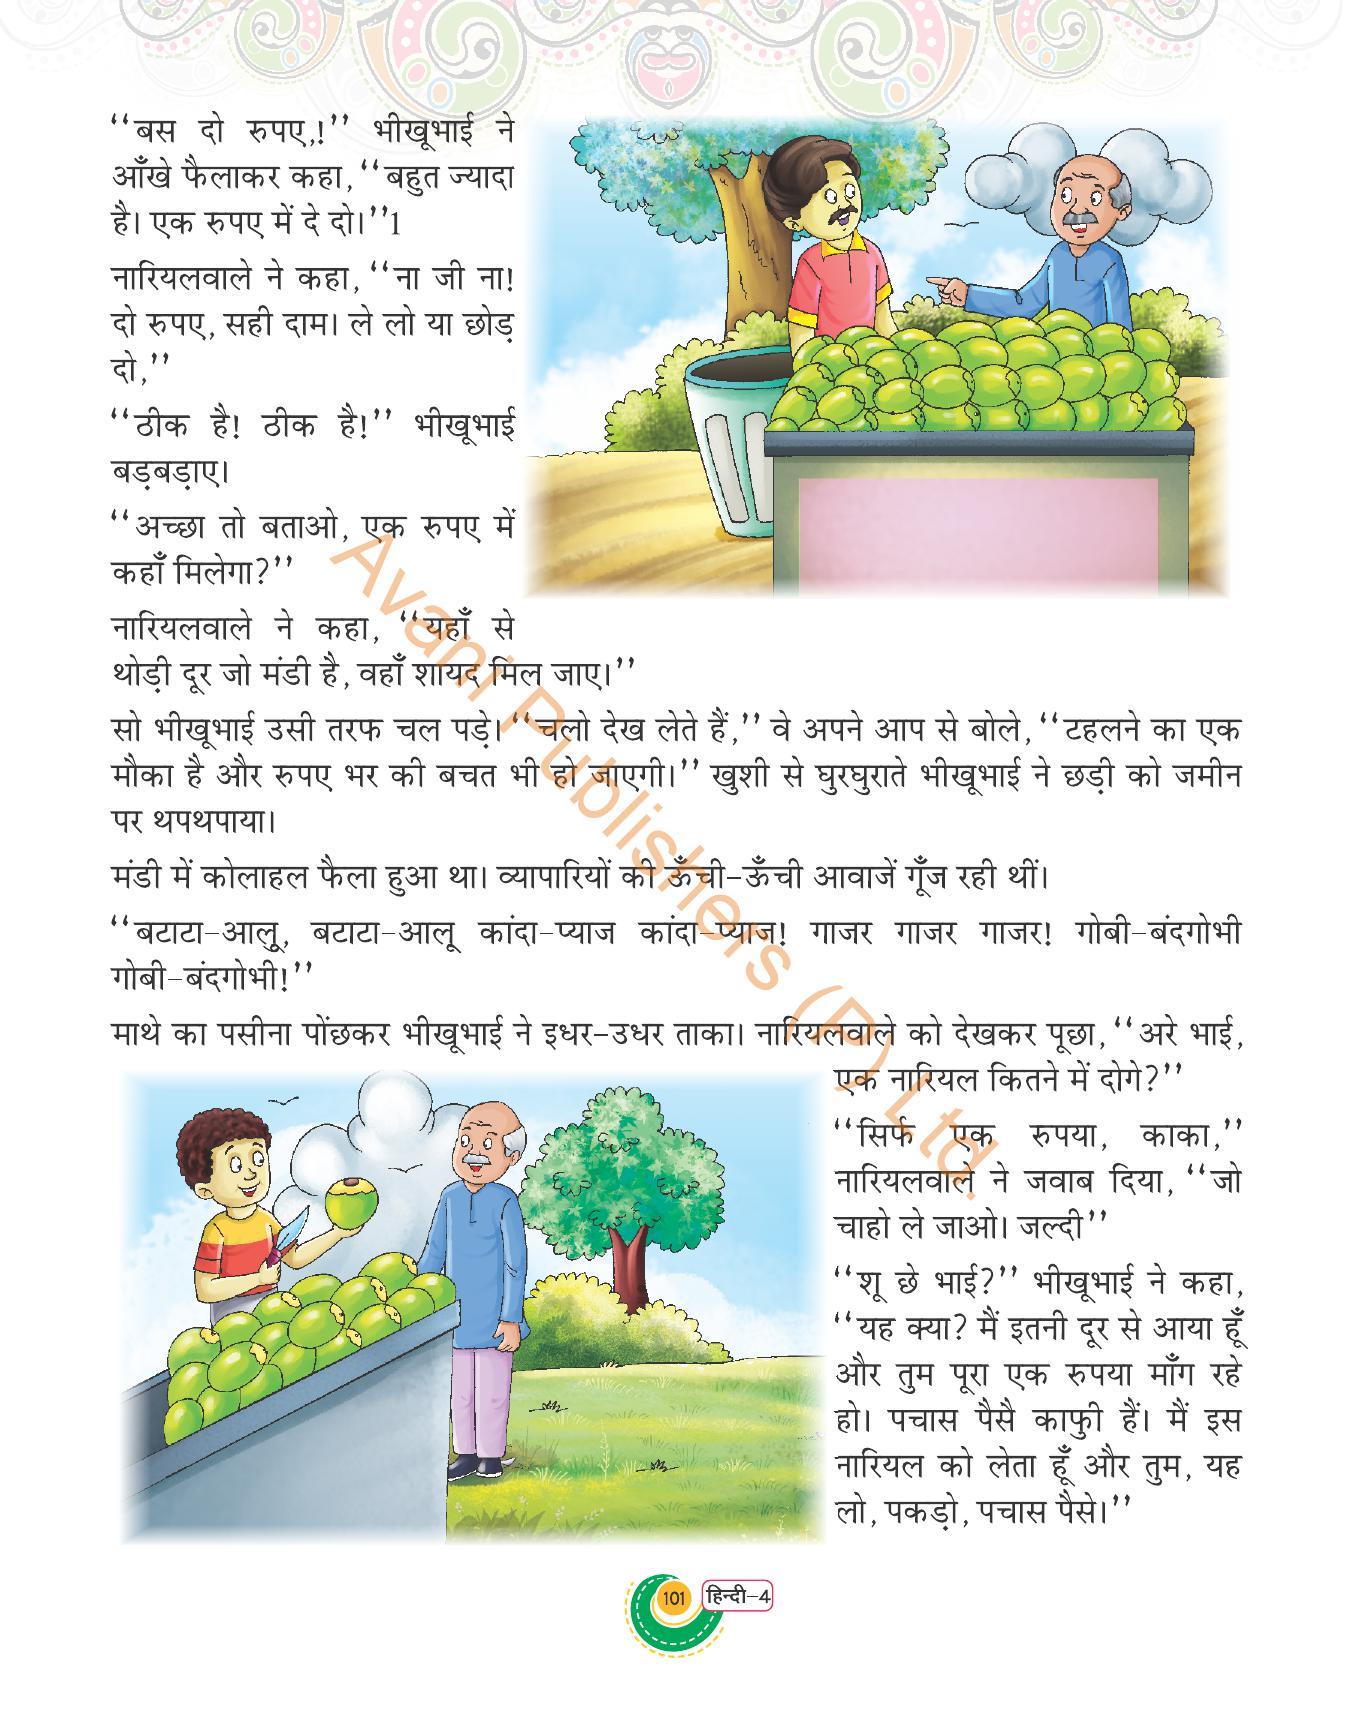 ‘‘बस दो रुपए,!’’ भीखूभाई ने
आँखे फैलाकर कहा, ‘‘बहुत ज्यादा
है। एक रुपए में दे दो।’’1
नारियलवाले ने कहा, ‘‘ना जी ना!
दो रुपए, सही दाम। ले लो या छोड़
दो,’’
‘‘ठीक है! ठीक है!’’ भीखूभाई
बड़बड़ाए।
‘‘अच्छा तो बताओ, एक रुपए में
कहाँ मिलेगा?’’
नारियलवाले ने कहा, ‘‘यहाँ से
थोड़ी दूर जो मंडी है, वहाँ शायद मिल जाए।’’
सो भीखूभाई उसी तरफ चल पड़े। ‘‘चलो देख लेते हैं,’’ वे अपने आप से बोले, ‘‘टहलने का एक
मौका है और रुपए भर की बचत भी हो जाएगी।’’ खुशी से घुरघुराते भीखूभाई ने छड़ी को जमीन
पर थपथपाया।
मंडी में कोलाहल फैला हुआ था। व्यापारियों की ऊँची-ऊँची आवाजें गूँज रही थीं।
‘‘बटाटा-आलू, बटाटा-आलू कांदा-प्याज कांदा-प्याज! गाजर गाजर गाजर! गोबी-बंदगोभी
गोबी-बंदगोभी!’’
माथे का पसीना पोंछकर भीखूभाई ने इधर-उधर ताका। नारियलवाले को देखकर पूछा, ‘‘अरे भाई,
एक नारियल कितने में दोगे?’’
‘‘सिर्फ एक रुपया, काका,’’
नारियलवाले ने जवाब दिया, ‘‘जो
चाहो ले जाओ। जल्दी’’
‘‘शू छे भाई?’’ भीखूभाई ने कहा,
‘‘यह क्या? मैं इतनी दूर से आया हूँ
और तुम पूरा एक रुपया माँग रहे
हो। पचास पैसै काफुी हैं। मैं इस
नारियल को लेता हूँ और तुम, यह
लो, पकड़ो, पचास पैसे।’’
Avani Publishers (P) Ltd.
101 हिन्दी-4